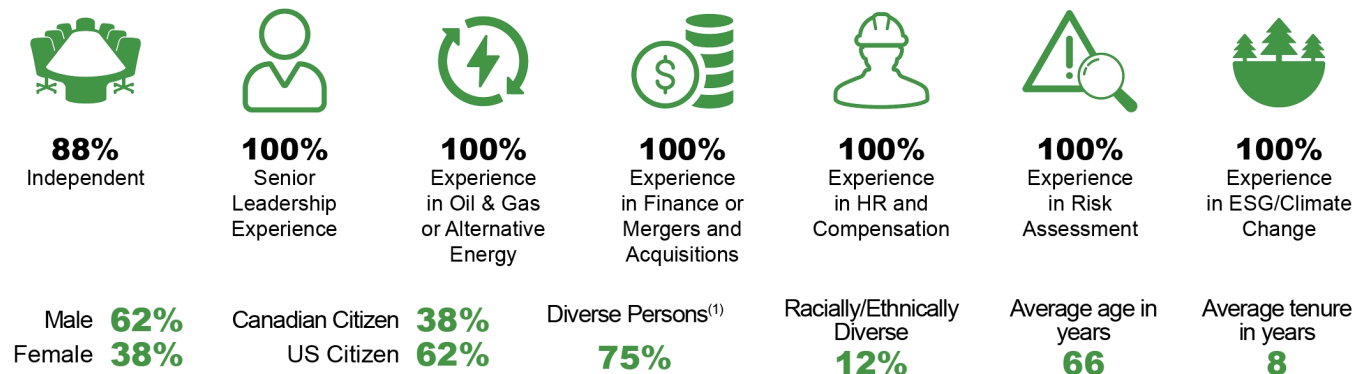 88%
Independent
100%
Senior
Leadership
Experience
100%
Experience
in Oil & Gas
or Alternative
Energy
100%
Experience
in Finance or
Mergers and
Acquisitions
100%
Experience
in HR and
Compensation
100%
Experience
in Risk
Assessment
100%
Experience
in ESG/Climate
Change
Male 62%
Female 38%
Canadian Citizen 38%
US Citizen 62%
Diverse Persons(1)
75%
Racially/Ethnically
Diverse
12%
Average age in
years
66
Average tenure
in years
8